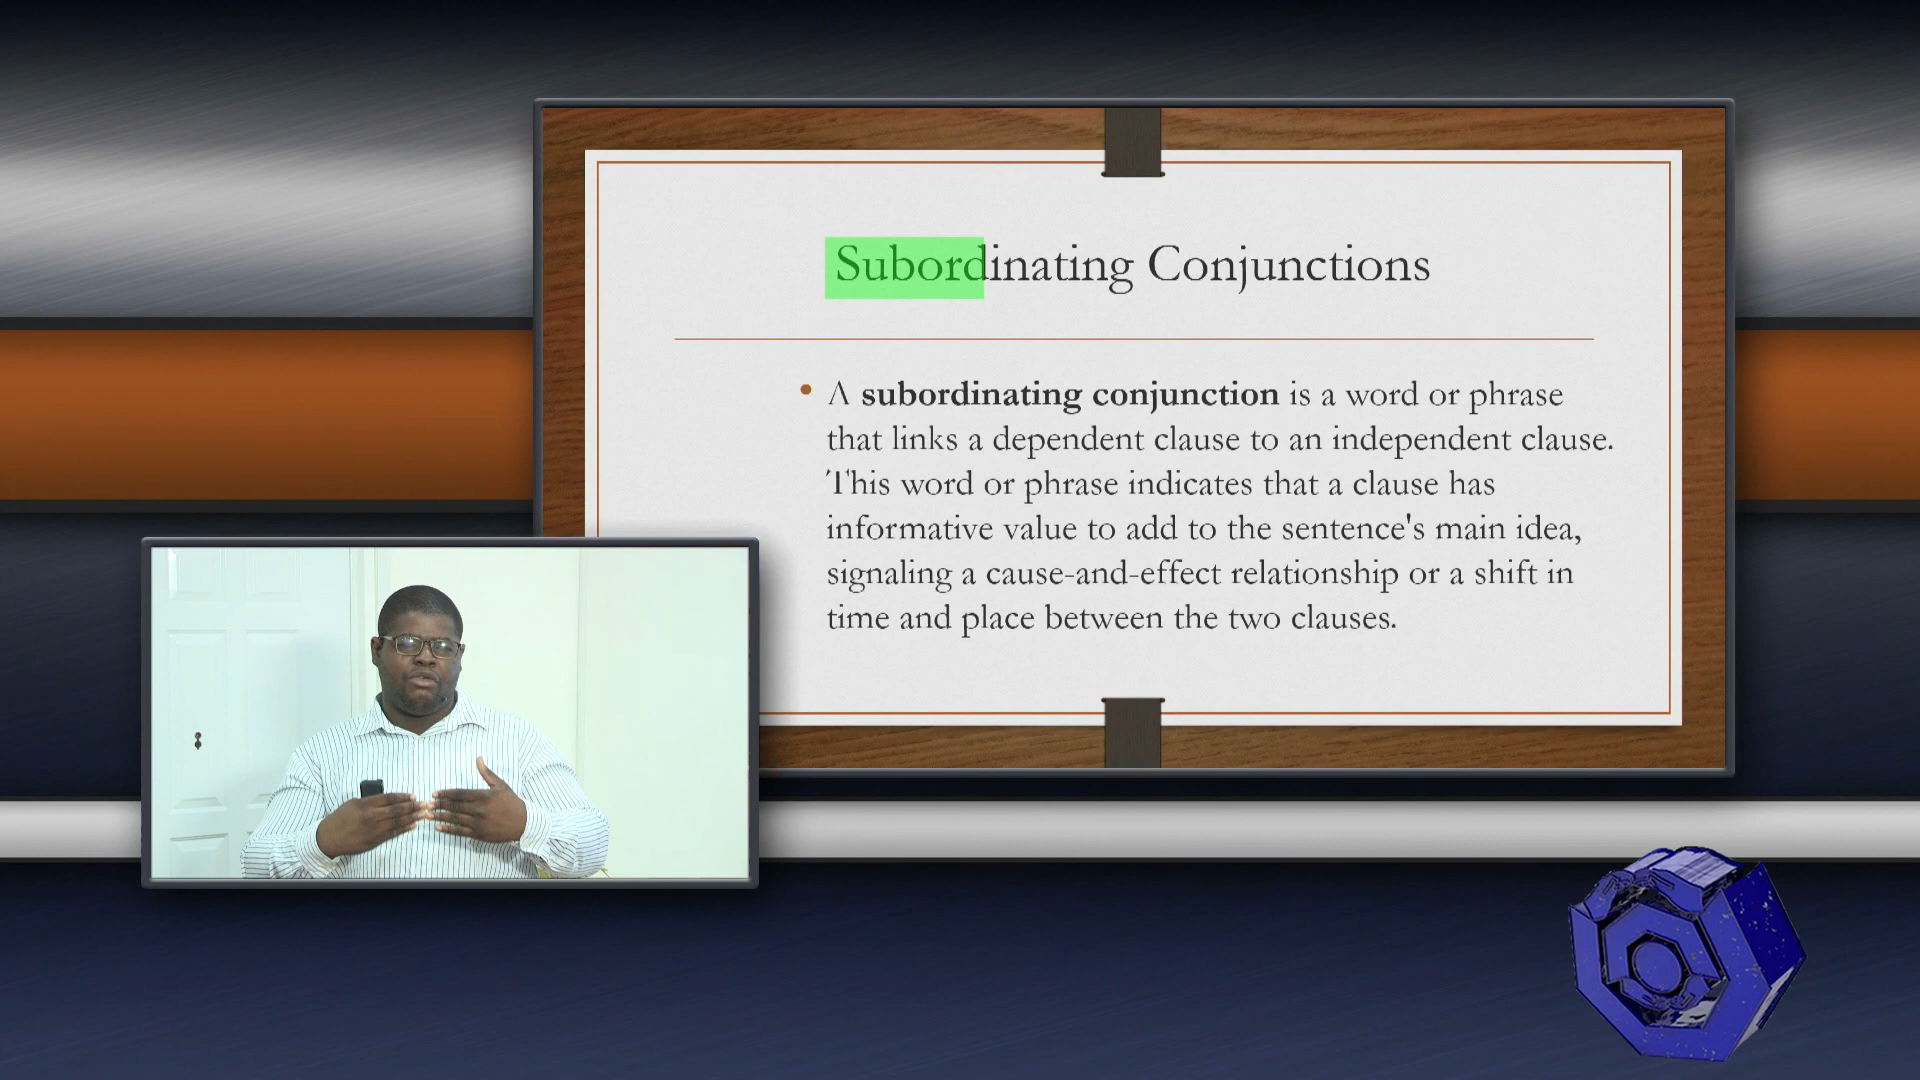 Subordinating Conjunctions
• A subordinating conjunction is a word or phrase
that links a dependent clause to an independent clause.
This word or phrase indicates that a clause has
informative value to add to the sentence's main idea,
signaling a cause-and-effect relationship or a shift in
time and place between the two clauses.